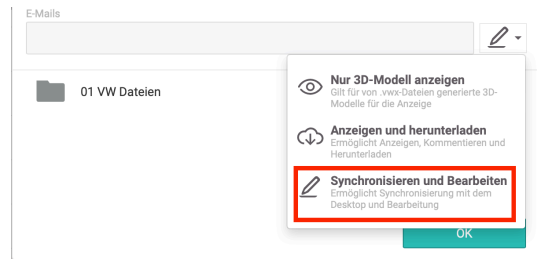 E-Mails
01 VW Dateien
Nur 3D-Modell anzeigen
Gilt für von .vwx-Dateien generierte 3D-
Modelle für die Anzeige
Anzeigen und herunterladen
Ermöglicht Anzeigen, Kommentieren und
Herunterladen
Synchronisieren und Bearbeiten
Ermöglicht Synchronisierung mit dem
Desktop und Bearbeitung
OK